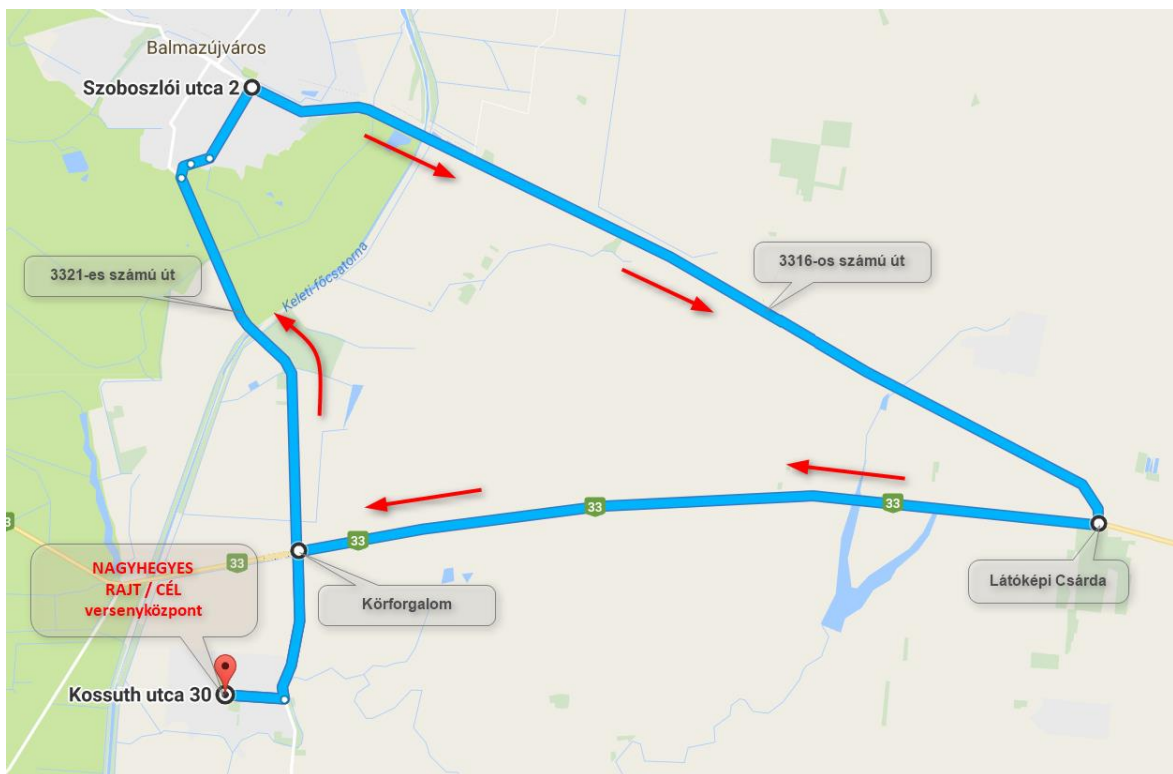 Balmazújváros
Szoboszlói utca 2
3321-es számú út
Keleti-főcsatorna
3316-os számú út
33
33
33
33
3
NAGYHEGYES
RAJT / CÉL
versenyközpont
Körforgalom
Látóképi Csárda
Kossuth utca 30